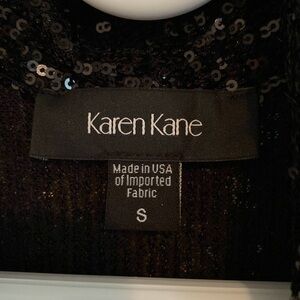 Karen Kane
Made in USA
of Imported
Fabric
S